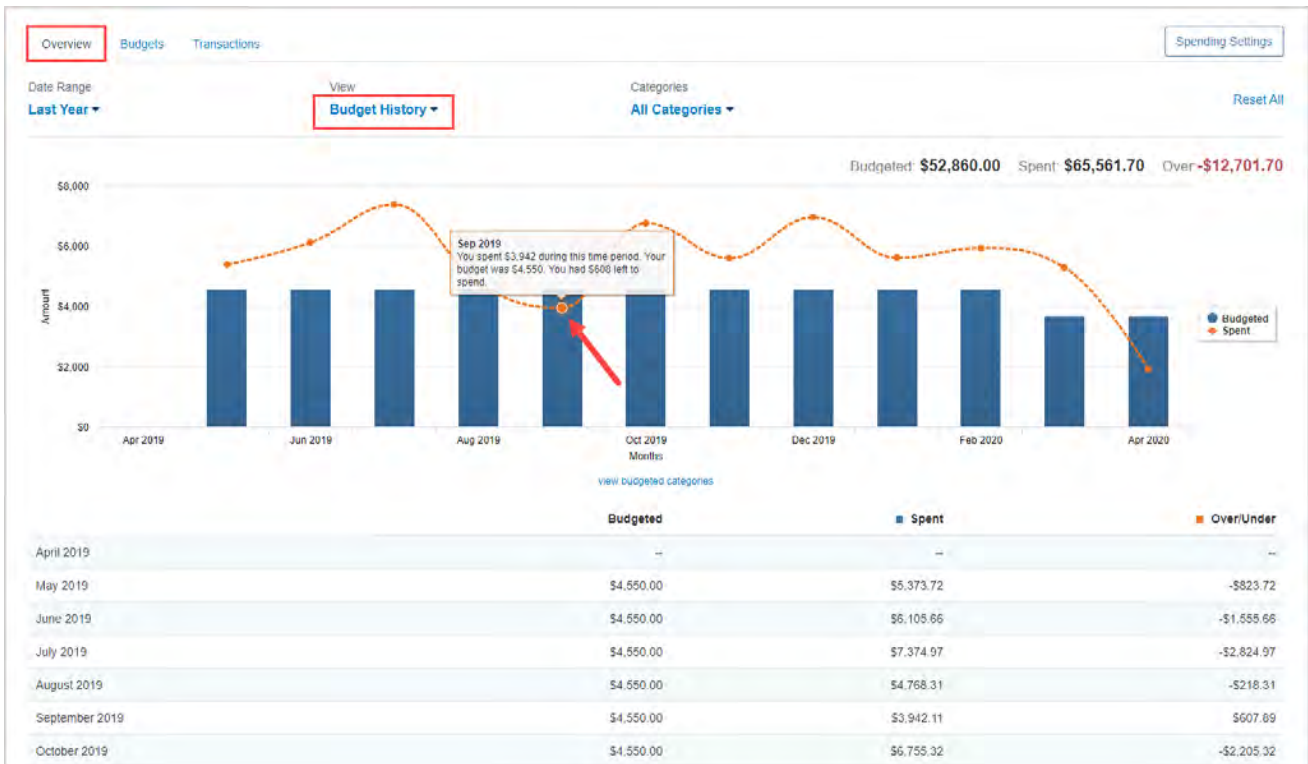 Overview Budgets Transactions Spending Settings
Date Range View Categories
Last Year Budget History All Categories Reset All
Budgeted: $52,860.00 Spent: $65,561.70 Over -$12,701.70
$8,000
$6,000
$4,000
$2,000
$0
Amount
Sep 2019
You spent $3,942 during this time period. Your
budget was $4,550. You had $608 left to
spend.
Budgeted
Spent
Apr 2019 Jun 2019 Aug 2019 Oct 2019 Dec 2019 Feb 2020 Apr 2020
Months
view budgeted categories
Budgeted Spent Over/Under
April 2019 -- -- --
May 2019 $4,550.00 $5,373.72 -$823.72
June 2019 $4,550.00 $6,105.66 -$1,555.66
July 2019 $4,550.00 $7,374.97 -$2,824.97
August 2019 $4,550.00 $4,768.31 -$218.31
September 2019 $4,550.00 $3,942.11 $607.89
October 2019 $4,550.00 $6,755.32 -$2,205.32